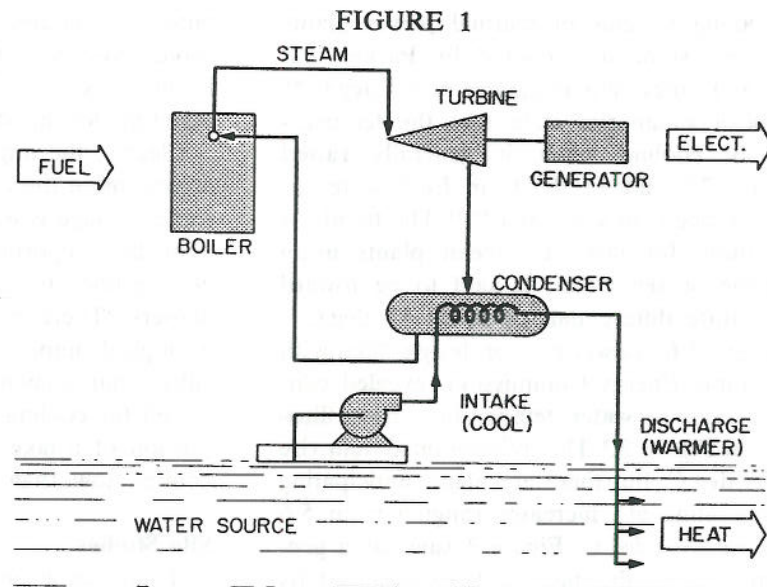 FIGURE 1
STEAM
TURBINE
FUEL
ELECT.
GENERATOR
BOILER
CONDENSER
INTAKE
(COOL)
DISCHARGE
(WARMER)
WATER SOURCE
HEAT